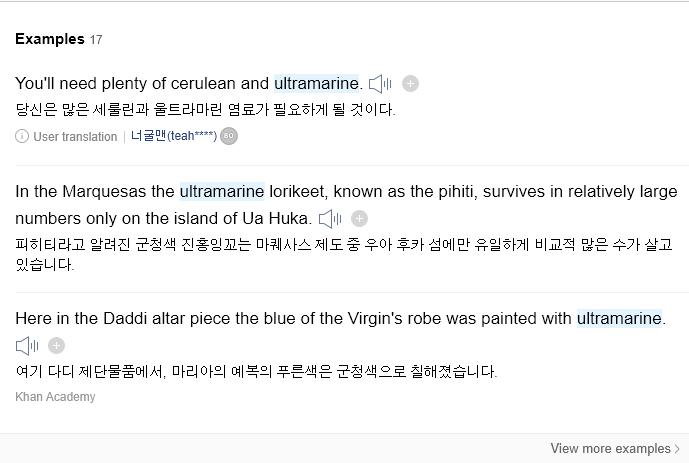 Examples 17
You'll need plenty of cerulean and ultramarine.
당신은 많은 세룰린과 울트라마린 염료가 필요하게 될 것이다.
User translation | 너굴맨(teah****) 80
In the Marquesas the ultramarine lorikeet, known as the pihiti, survives in relatively large
numbers only on the island of Ua Huka.
피히티라고 알려진 군청색 진홍잉꼬는 마퀘사스 제도 중 우아 후카 섬에만 유일하게 비교적 많은 수가 살고
있습니다.
Here in the Daddi altar piece the blue of the Virgin's robe was painted with ultramarine.
여기 다디 제단물품에서, 마리아의 예복의 푸른색은 군청색으로 칠해졌습니다.
Khan Academy
View more examples